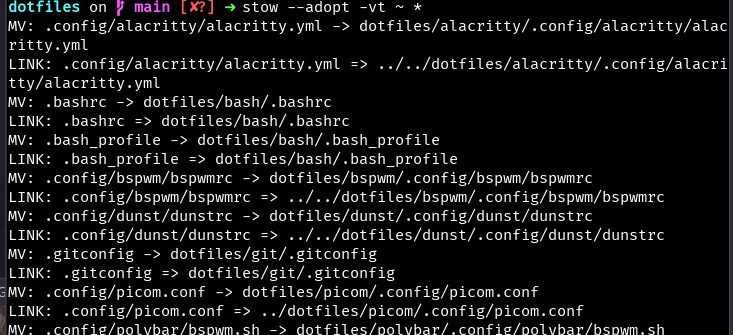 dotfiles on  main [✘?] ➜ stow --adopt -vt ~ *
MV: .config/alacritty/alacritty.yml -> dotfiles/alacritty/.config/alacritty/alac
ritty.yml
LINK: .config/alacritty/alacritty.yml => ../../dotfiles/alacritty/.config/alacri
tty/alacritty.yml
MV: .bashrc -> dotfiles/bash/.bashrc
LINK: .bashrc => dotfiles/bash/.bashrc
MV: .bash_profile -> dotfiles/bash/.bash_profile
LINK: .bash_profile => dotfiles/bash/.bash_profile
MV: .config/bspwm/bspwmrc -> dotfiles/bspwm/.config/bspwm/bspwmrc
LINK: .config/bspwm/bspwmrc => ../../dotfiles/bspwm/.config/bspwm/bspwmrc
MV: .config/dunst/dunstrc -> dotfiles/dunst/.config/dunst/dunstrc
LINK: .config/dunst/dunstrc => ../../dotfiles/dunst/.config/dunst/dunstrc
MV: .gitconfig -> dotfiles/git/.gitconfig
LINK: .gitconfig => dotfiles/git/.gitconfig
MV: .config/picom.conf -> dotfiles/picom/.config/picom.conf
LINK: .config/picom.conf => ../dotfiles/picom/.config/picom.conf
MV: .config/polybar/bspwm.sh -> dotfiles/polybar/.config/polybar/bspwm.sh